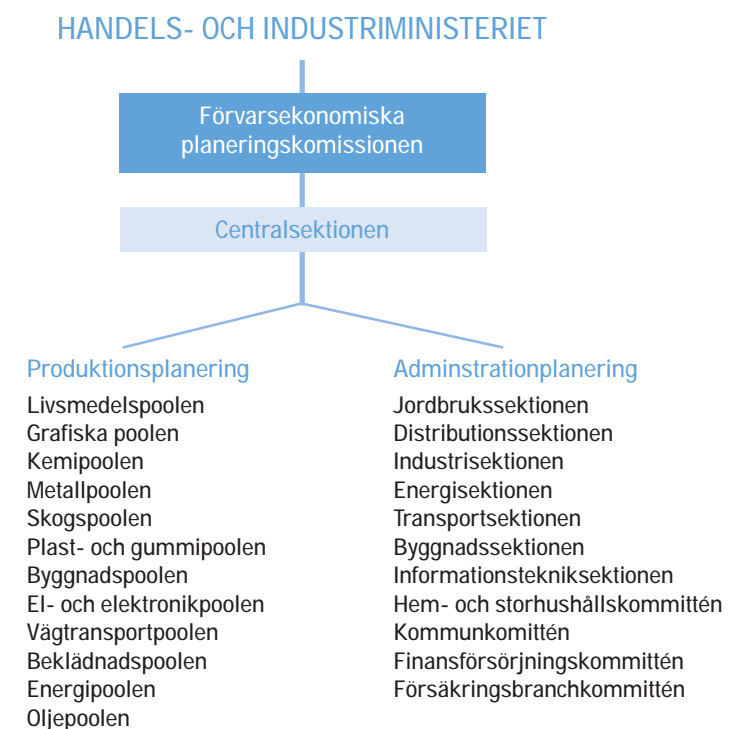 HANDELS- OCH INDUSTRIMINISTERIET
Förvarsekonomiska
planeringskomissionen
Centralsektionen
Produktionsplanering
Livsmedelspoolen
Grafiska poolen
Kemipoolen
Metallpoolen
Skogspoolen
Plast- och gummipoolen
Byggnadspoolen
El- och elektronikpoolen
Vägtransportpoolen
Beklädnadspoolen
Energipoolen
Oljepoolen
Adminstrationplanering
Jordbrukssektionen
Distributionssektionen
Industrisektionen
Energisektionen
Transportsektionen
Byggnadssektionen
Informationstekniksektionen
Hem- och storhushållskommittén
Kommunkomittén
Finansförsörjningskommittén
Försäkringsbranchkommittén